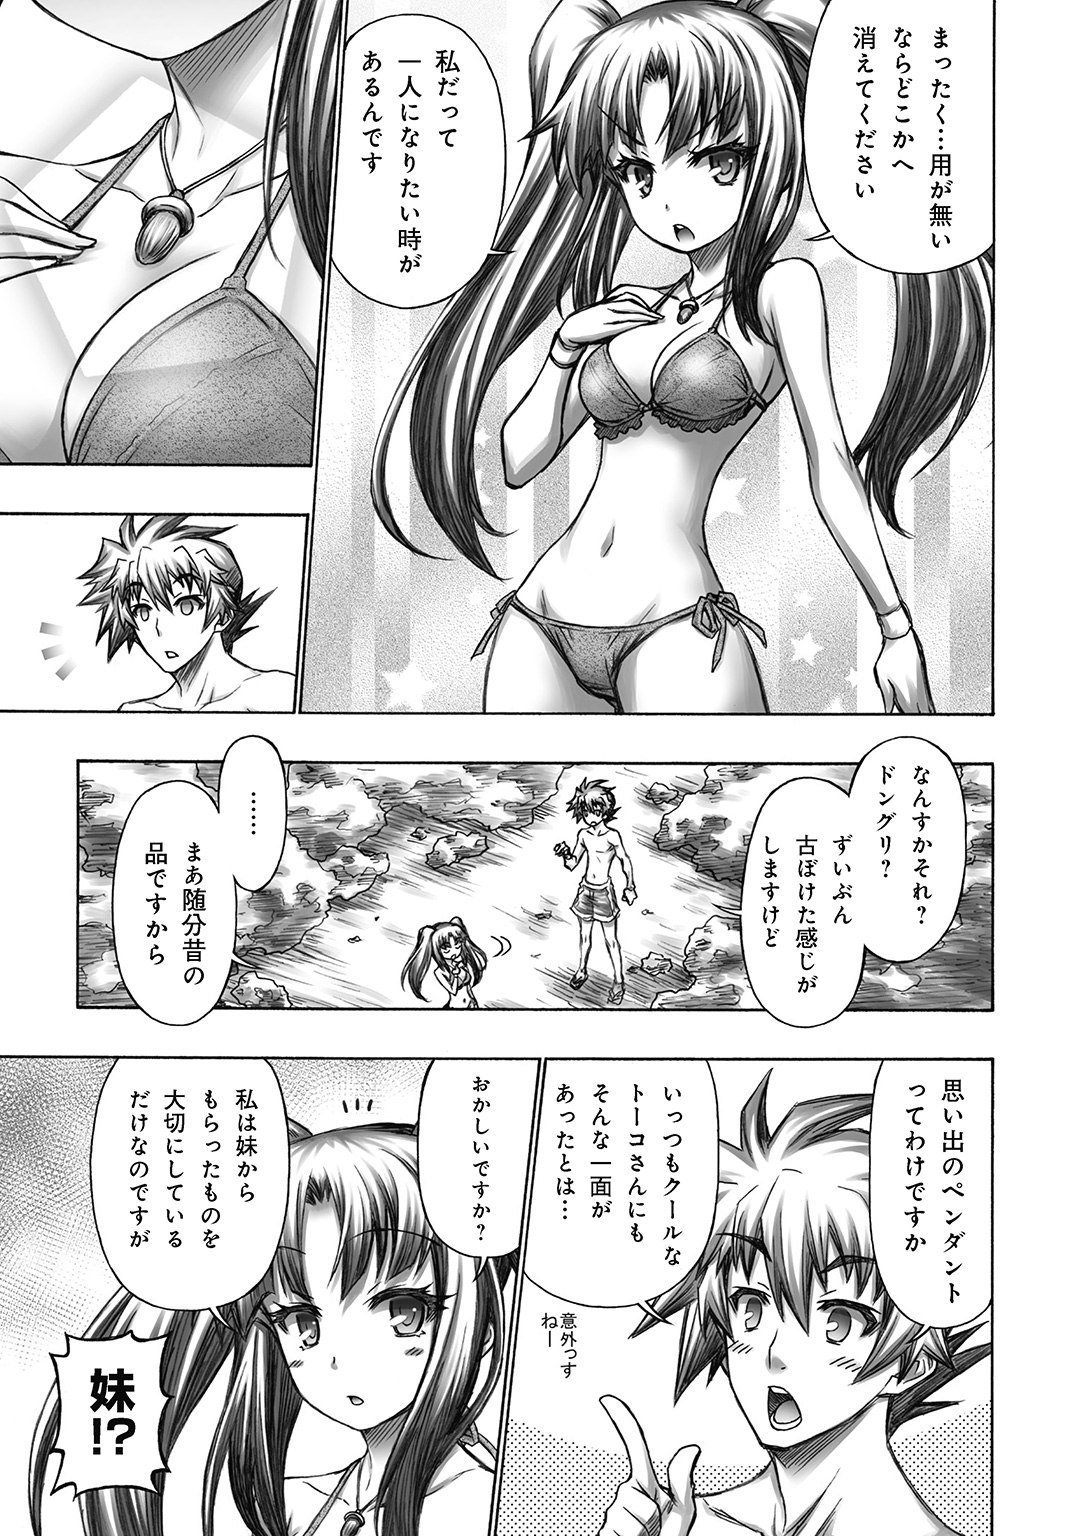 まったく…用が無い
ならどこかへ
消えてください
私だって
一人になりたい時が
あるんです
なんすかそれ?
ドングリ?
ずいぶん
古ぼけた感じが
しますけど
……
まあ随分昔の
品ですから
思い出のペンダント
ってわけですか
いっつもクールな
トーコさんにも
そんな一面が
あったとは…
意外っす
ねー
おかしいですか?
私は妹から
もらったものを
大切にしている
だけなのですが
妹!?